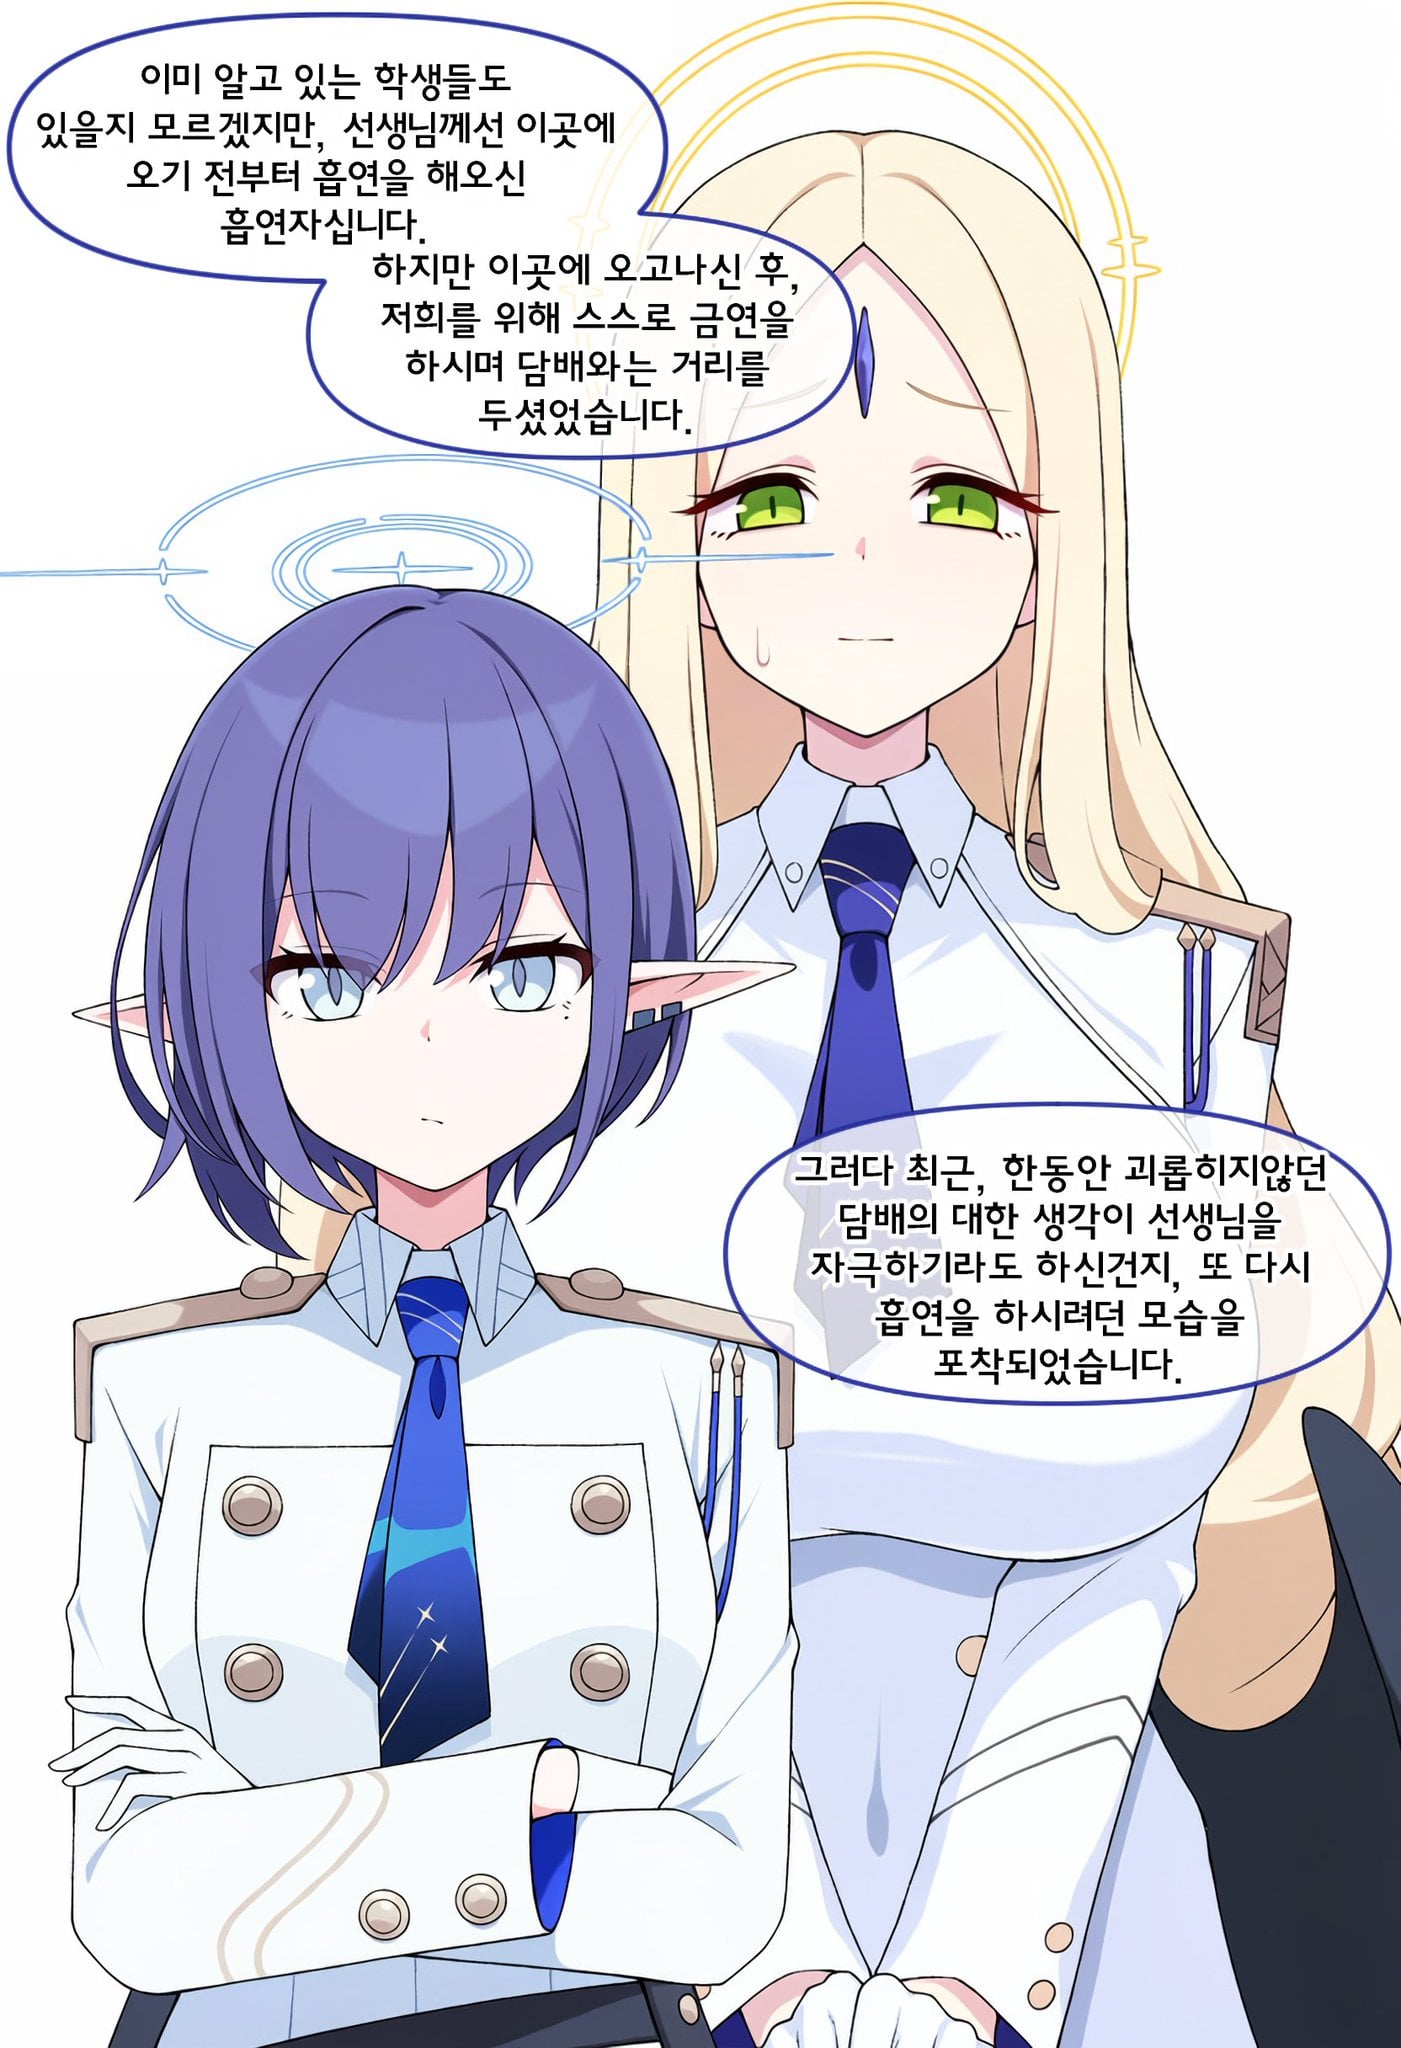 이미 알고 있는 학생들도
있을지 모르겠지만, 선생님께선 이곳에
오기 전부터 흡연을 해오신
흡연자십니다.
하지만 이곳에 오고나신 후,
저희를 위해 스스로 금연을
하시며 담배와는 거리를
두셨었습니다.
그러다 최근, 한동안 괴롭히지않던
담배의 대한 생각이 선생님을
자극하기라도 하신건지, 또 다시
흡연을 하시려던 모습을
포착되었습니다.